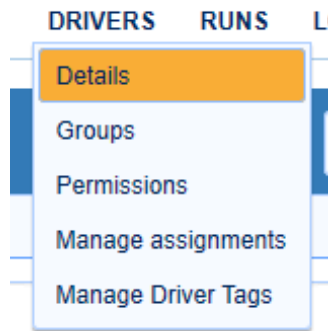 DRIVERS RUNS
Details
Groups
Permissions
Manage assignments
Manage Driver Tags